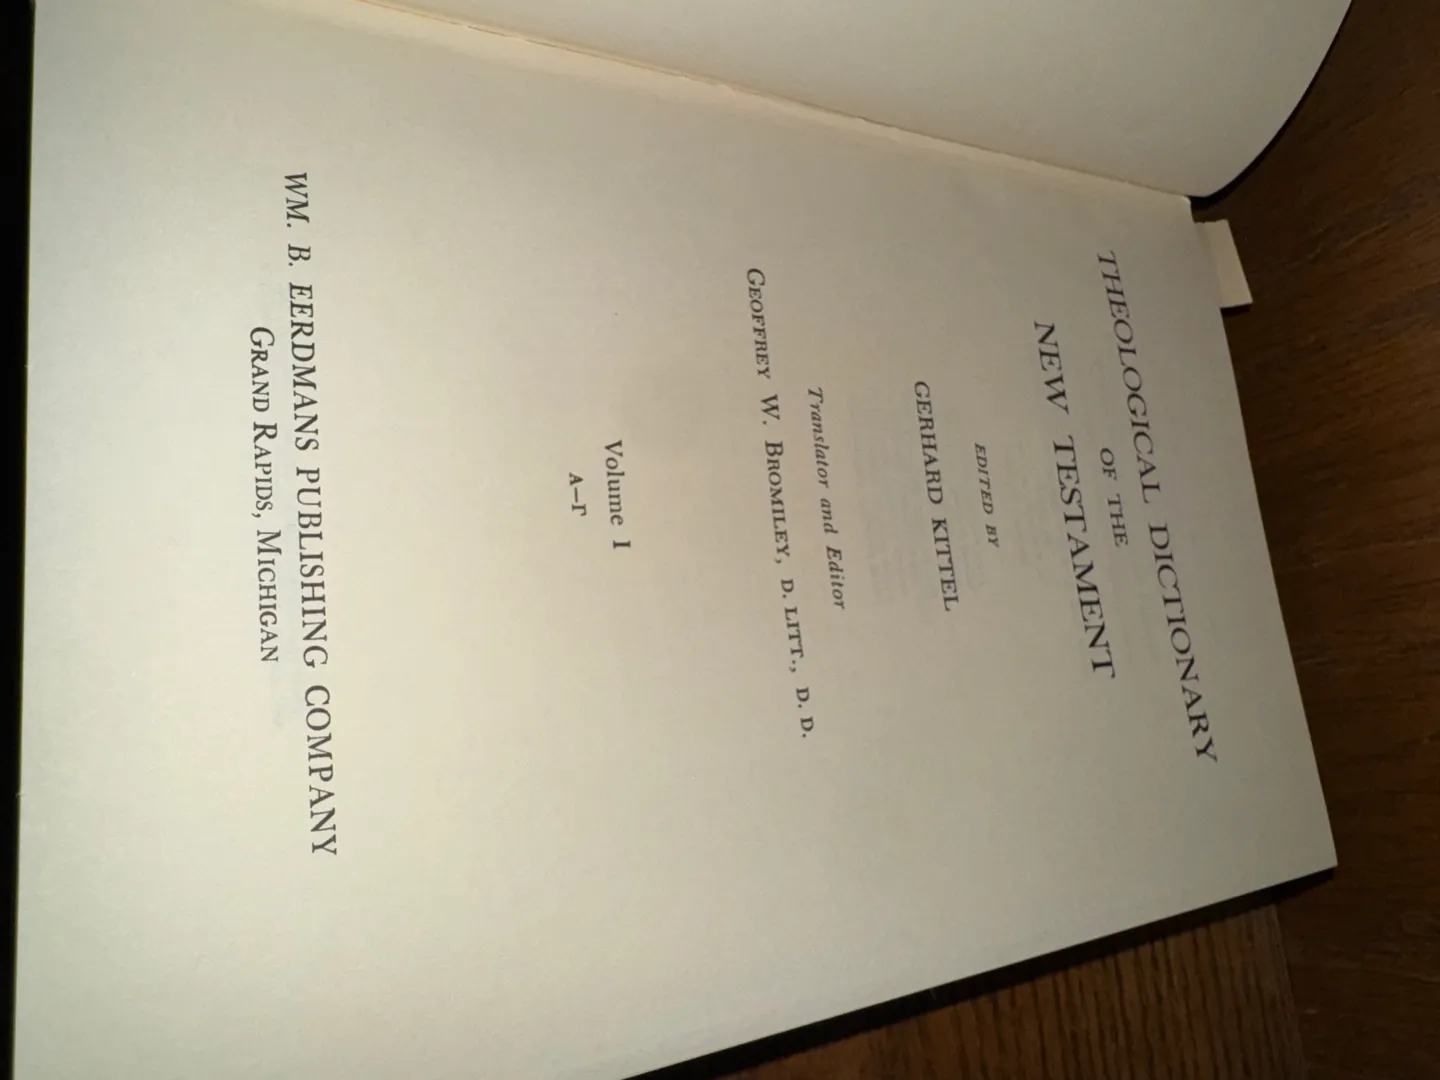 THEOLOGICAL DICTIONARY
OF THE
NEW TESTAMENT
EDITED BY
GERHARD KITTEL
Translator and Editor
GEOFFREY W. BROMILEY, D. LITT., D. D.
Volume I
Α–Γ
WM. B. EERDMANS PUBLISHING COMPANY
GRAND RAPIDS, MICHIGAN